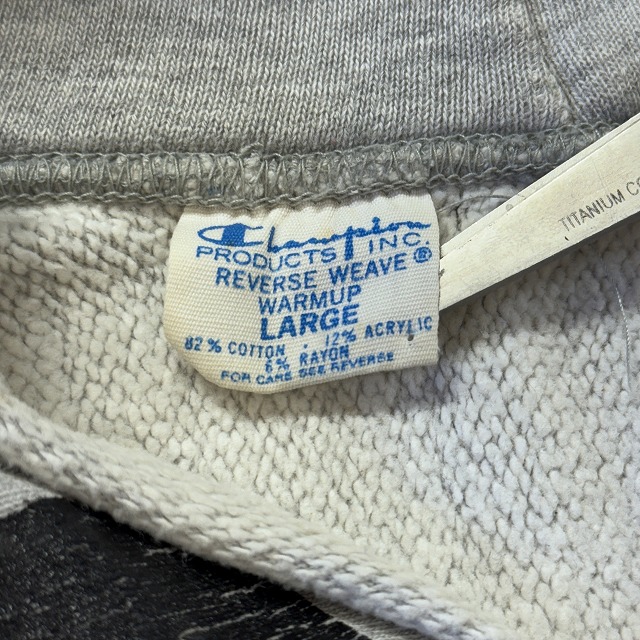 Champion
PRODUCTS INC.®
REVERSE WEAVE
WARMUP
LARGE
82% COTTON · 12% ACRYLIC
6% RAYON
FOR CARE SEE REVERSE
TITANIUM CO